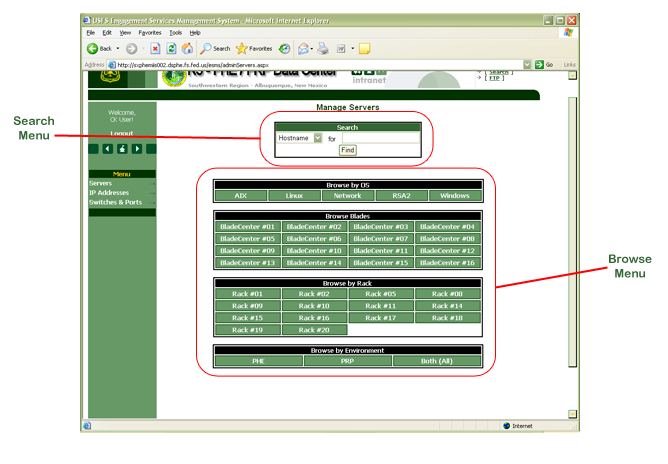 USFS Engagement Services Management System - Microsoft Internet Explorer
File Edit View Favorites Tools Help
Back Search Favorites
Address http://svphemis002.dsphe.fs.fed.us/esms/adminServers.aspx Go Links
R3 - PHE / PRP Data Center
Southwestern Region - Albuquerque, New Mexico
intranet
[ Search ]
[ FTP ]
Welcome,
Logout
Menu
Servers
IP Addresses
Switches & Ports
Manage Servers
Search
Hostname for
Find
Browse by OS
AIX Linux Network RSA2 Windows
Browse Blades
BladeCenter #01 BladeCenter #02 BladeCenter #03 BladeCenter #04
BladeCenter #05 BladeCenter #06 BladeCenter #07 BladeCenter #08
BladeCenter #09 BladeCenter #10 BladeCenter #11 BladeCenter #12
BladeCenter #13 BladeCenter #14 BladeCenter #15 BladeCenter #16
Browse by Rack
Rack #01 Rack #02 Rack #05 Rack #08
Rack #09 Rack #10 Rack #11 Rack #14
Rack #15 Rack #16 Rack #17 Rack #18
Rack #19 Rack #20
Browse by Environment
PHE PRP Both (All)
Internet
Search
Menu
Browse
Menu